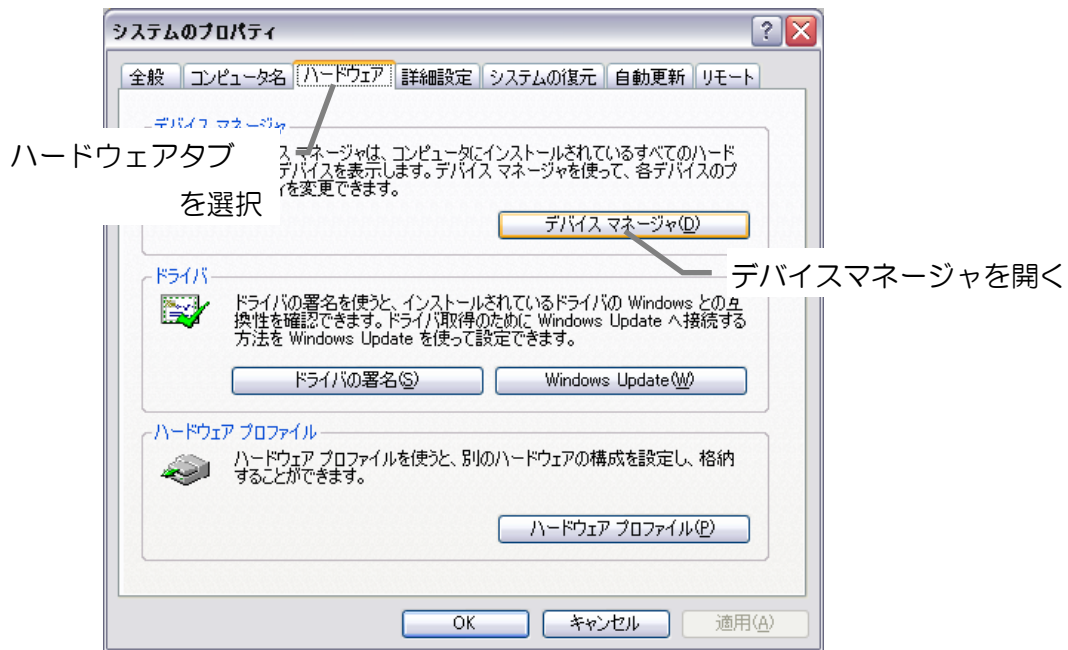 システムのプロパティ
全般 コンピュータ名 ハードウェア 詳細設定 システムの復元 自動更新 リモート
デバイス マネージャ
ハードウェアタブ
を選択
ス マネージャは、コンピュータにインストールされているすべてのハード
デバイスを表示します。デバイス マネージャを使って、各デバイスのプ
ィを変更できます。
デバイス マネージャ(D)
デバイスマネージャを開く
ドライバ
ドライバの署名を使うと、インストールされているドライバの Windows との互
換性を確認できます。ドライバ取得のために Windows Update へ接続する
方法を Windows Update を使って設定できます。
ドライバの署名(S) Windows Update(W)
ハードウェア プロファイル
ハードウェア プロファイルを使うと、別のハードウェアの構成を設定し、格納
することができます。
ハードウェア プロファイル(P)
OK キャンセル 適用(A)